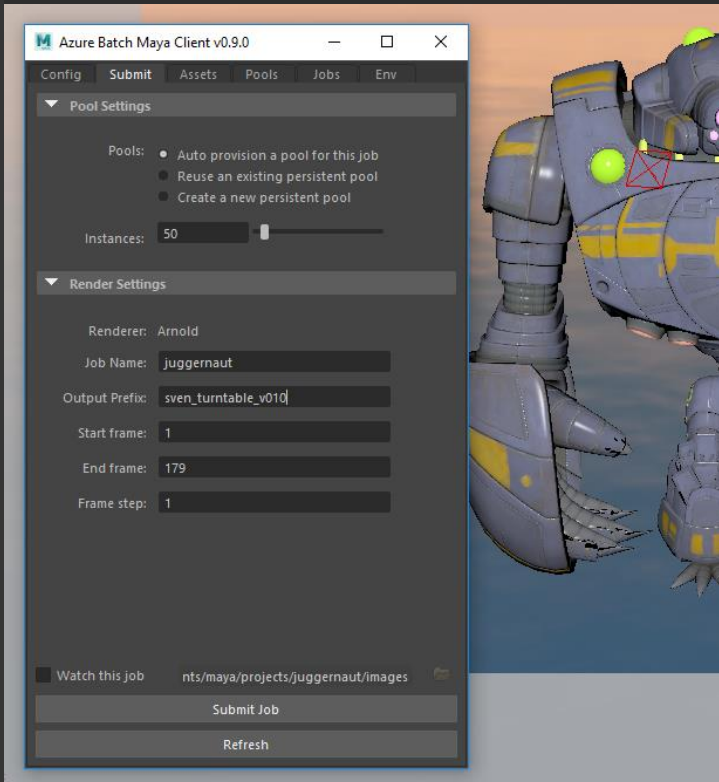 Azure Batch Maya Client v0.9.0
Config Submit Assets Pools Jobs Env
Pool Settings
Pools: Auto provision a pool for this job
Reuse an existing persistent pool
Create a new persistent pool
Instances: 50
Render Settings
Renderer: Arnold
Job Name: juggernaut
Output Prefix: sven_turntable_v010
Start frame: 1
End frame: 179
Frame step: 1
Watch this job nts/maya/projects/juggernaut/images
Submit Job
Refresh